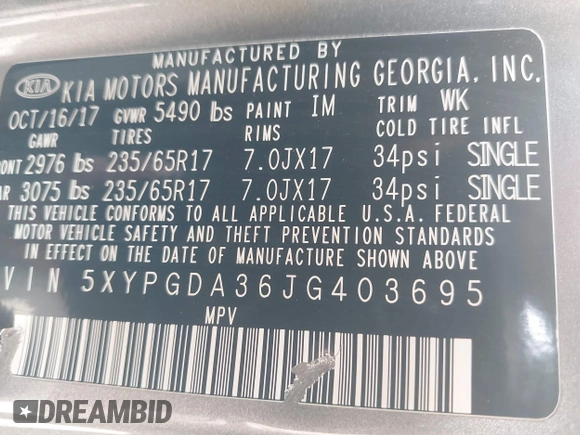 MANUFACTURED BY
KIA KIA MOTORS MANUFACTURING GEORGIA, INC.
OCT/16/17 GVWR 5490 lbs PAINT IM TRIM WK
GAWR TIRES RIMS COLD TIRE INFL
ONT 2976 lbs 235/65R17 7.0JX17 34psi SINGLE
AR 3075 lbs 235/65R17 7.0JX17 34psi SINGLE
THIS VEHICLE CONFORMS TO ALL APPLICABLE U.S.A. FEDERAL
MOTOR VEHICLE SAFETY AND THEFT PREVENTION STANDARDS
IN EFFECT ON THE DATE OF MANUFACTURE SHOWN ABOVE.
VIN 5XYPGDA36JG403695
MPV
DREAMBID